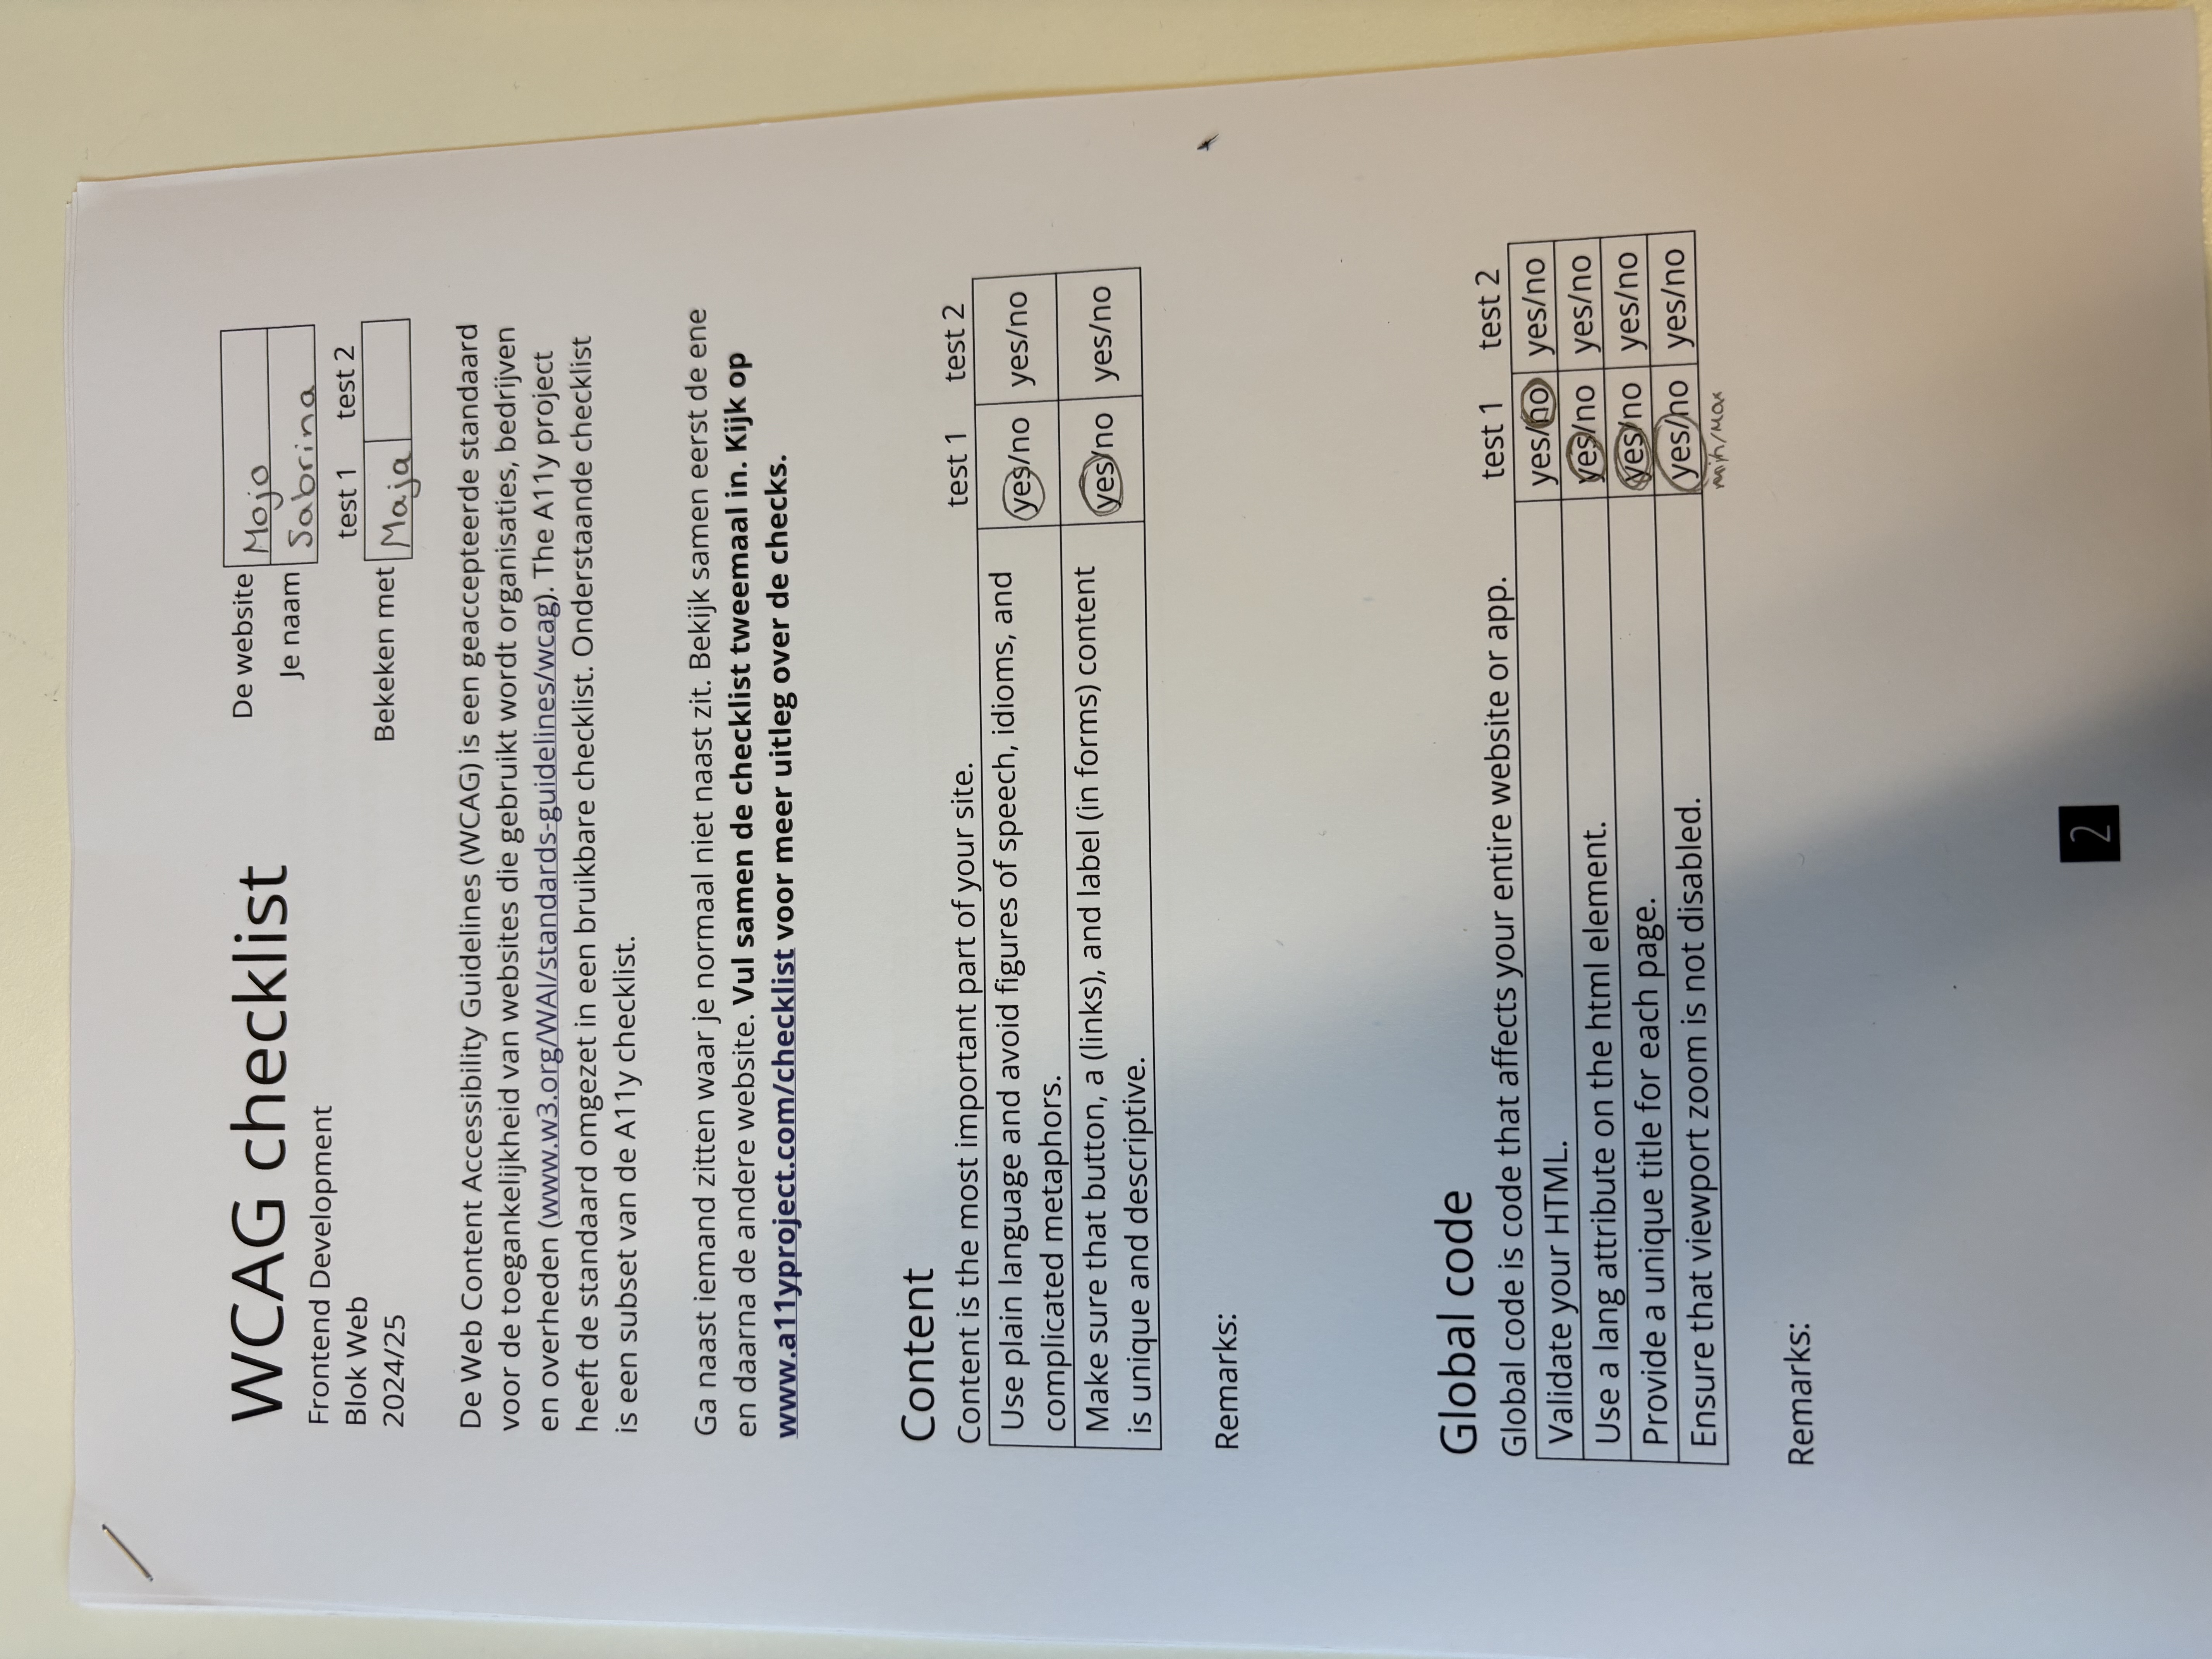 WCAG checklist
Frontend Development
Blok Web
2024/25
De website Mojo
Je naam Sabrina
test 1 test 2
Bekeken met Maja
De Web Content Accessibility Guidelines (WCAG) is een geaccepteerde standaard
voor de toegankelijkheid van websites die gebruikt wordt organisaties, bedrijven
en overheden (www.w3.org/WAI/standards-guidelines/wcag). The A11y project
heeft de standaard omgezet in een bruikbare checklist. Onderstaande checklist
is een subset van de A11y checklist.
Ga naast iemand zitten waar je normaal niet naast zit. Bekijk samen eerst de ene
en daarna de andere website. Vul samen de checklist tweemaal in. Kijk op
www.a11yproject.com/checklist voor meer uitleg over de checks.
Content
Content is the most important part of your site. test 1 test 2
Use plain language and avoid figures of speech, idioms, and
complicated metaphors. yes/no yes/no
Make sure that button, a (links), and label (in forms) content
is unique and descriptive. yes/no yes/no
Remarks:
Global code
Global code is code that affects your entire website or app. test 1 test 2
Validate your HTML. yes/no yes/no
Use a lang attribute on the html element. yes/no yes/no
Provide a unique title for each page. yes/no yes/no
Ensure that viewport zoom is not disabled. yes/no yes/no
min/max
Remarks:
2